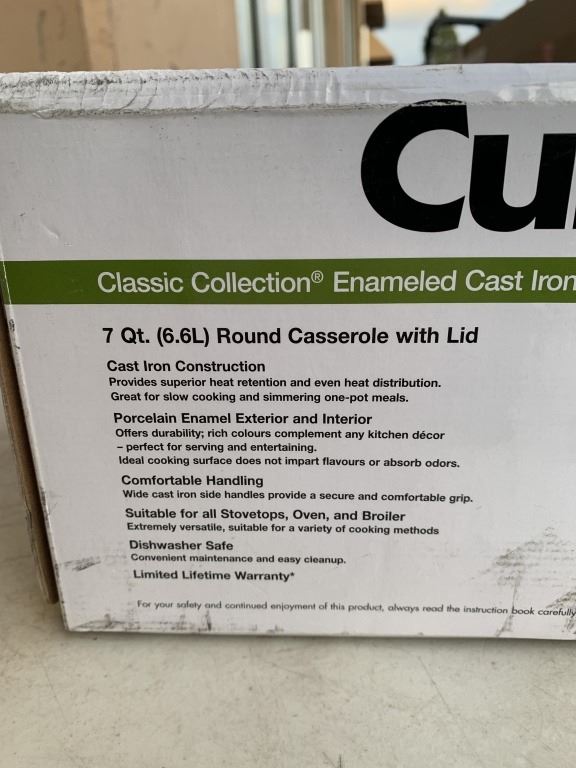 Classic Collection® Enameled Cast Iron
7 Qt. (6.6L) Round Casserole with Lid
Cast Iron Construction
Provides superior heat retention and even heat distribution.
Great for slow cooking and simmering one-pot meals.
Porcelain Enamel Exterior and Interior
Offers durability; rich colours complement any kitchen décor
– perfect for serving and entertaining.
Ideal cooking surface does not impart flavours or absorb odors.
Comfortable Handling
Wide cast iron side handles provide a secure and comfortable grip.
Suitable for all Stovetops, Oven, and Broiler
Extremely versatile, suitable for a variety of cooking methods
Dishwasher Safe
Convenient maintenance and easy cleanup.
Limited Lifetime Warranty*
For your safety and continued enjoyment of this product, always read the instruction book carefully